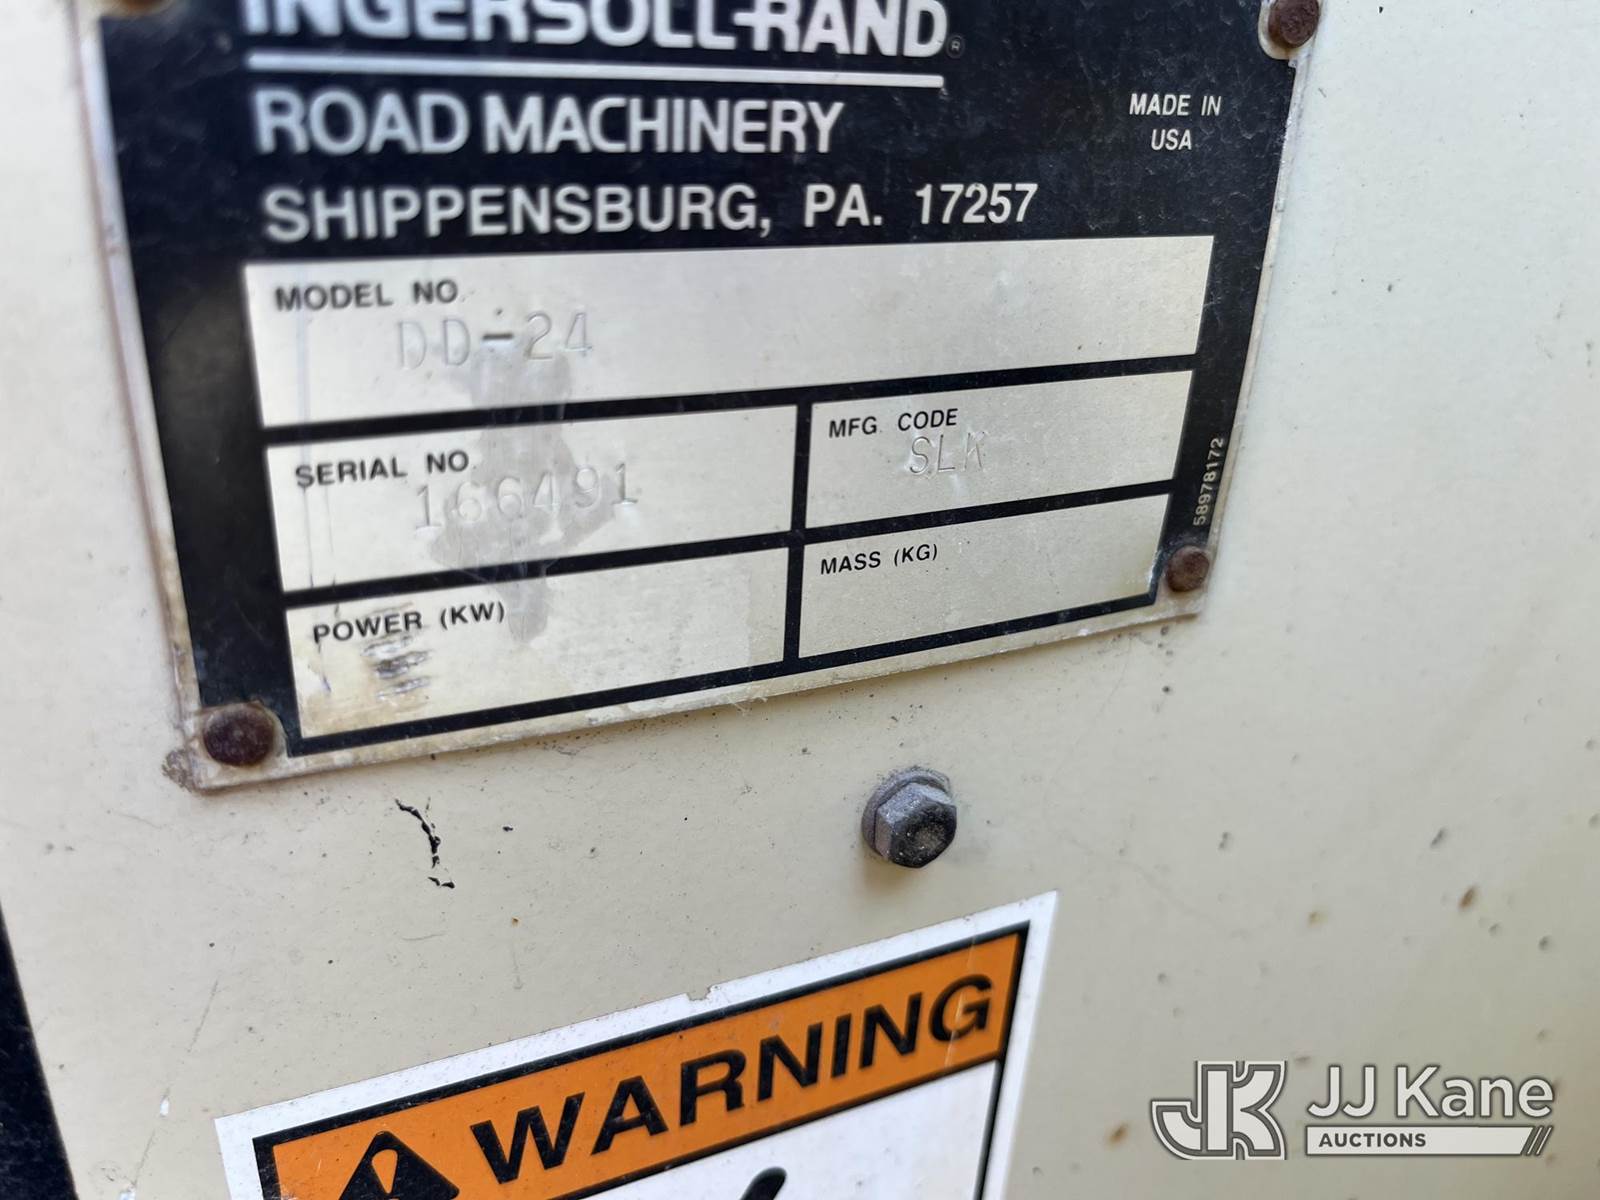 INGERSOLL-RAND®
ROAD MACHINERY
MADE IN
USA
SHIPPENSBURG, PA. 17257
MODEL NO.
DD-24
SERIAL NO.
166491
MFG. CODE
SLK
POWER (KW)
MASS (KG)
58978172
WARNING
JK JJ Kane
AUCTIONS